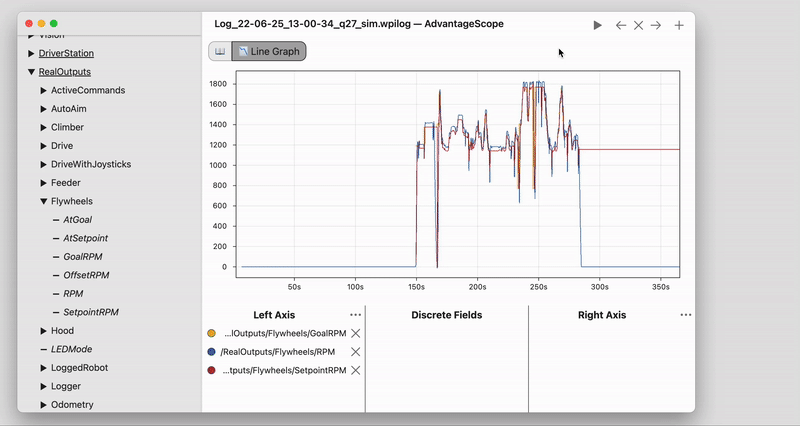 Log_22-06-25_13-00-34_q27_sim.wpilog — AdvantageScope
Line Graph
Vision
DriverStation
RealOutputs
ActiveCommands
AutoAim
Climber
Drive
DriveWithJoysticks
Feeder
Flywheels
AtGoal
AtSetpoint
GoalRPM
OffsetRPM
RPM
SetpointRPM
Hood
LEDMode
LoggedRobot
Logger
Odometry
1800
1600
1400
1200
1000
800
600
400
200
0
50s 100s 150s 200s 250s 300s 350s
Left Axis
...lOutputs/Flywheels/GoalRPM
/RealOutputs/Flywheels/RPM
...tputs/Flywheels/SetpointRPM
Discrete Fields
Right Axis